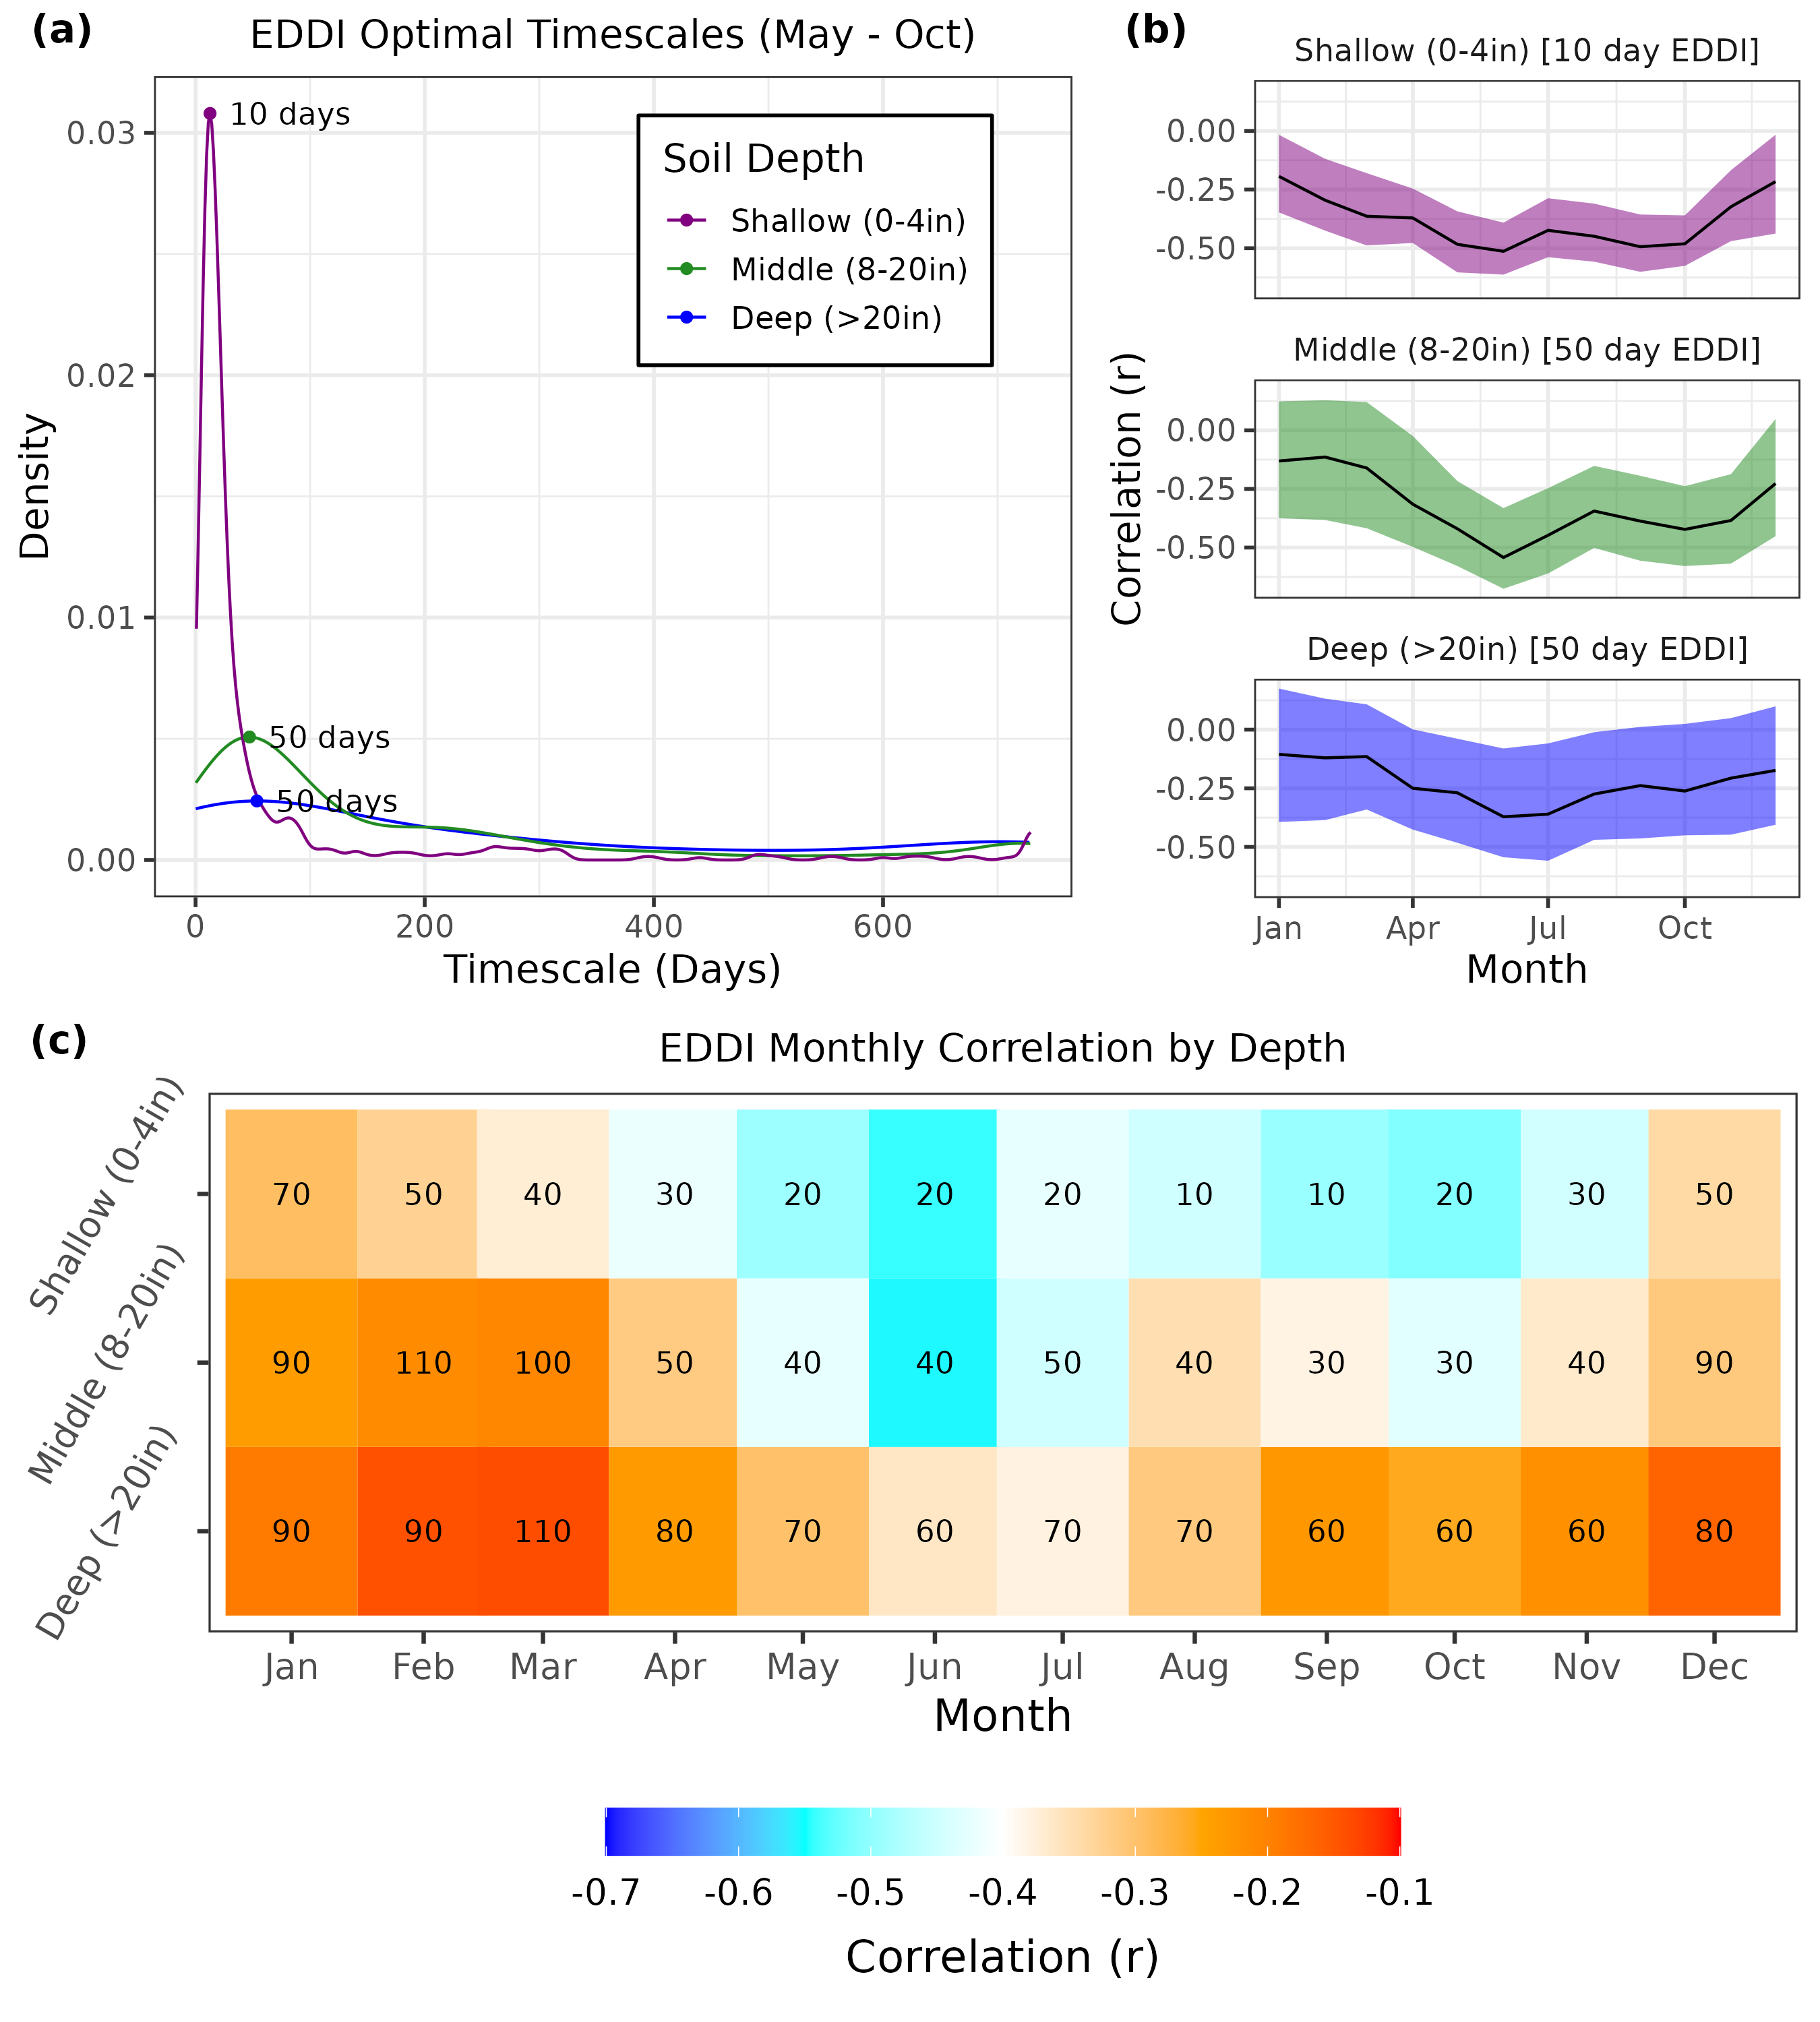 (a)
EDDI Optimal Timescales (May - Oct)
Density
0.03
0.02
0.01
0.00
10 days
50 days
50 days
Soil Depth
Shallow (0-4in)
Middle (8-20in)
Deep (>20in)
0
200
400
600
Timescale (Days)
(b)
Correlation (r)
Shallow (0-4in) [10 day EDDI]
0.00
-0.25
-0.50
Middle (8-20in) [50 day EDDI]
0.00
-0.25
-0.50
Deep (>20in) [50 day EDDI]
0.00
-0.25
-0.50
Jan
Apr
Jul
Oct
Month
(c)
EDDI Monthly Correlation by Depth
Shallow (0-4in)
70 50 40 30 20 20 20 10 10 20 30 50
Middle (8-20in)
90 110 100 50 40 40 50 40 30 30 40 90
Deep (>20in)
90 90 110 80 70 60 70 70 60 60 60 80
Jan Feb Mar Apr May Jun Jul Aug Sep Oct Nov Dec
Month
-0.7 -0.6 -0.5 -0.4 -0.3 -0.2 -0.1
Correlation (r)